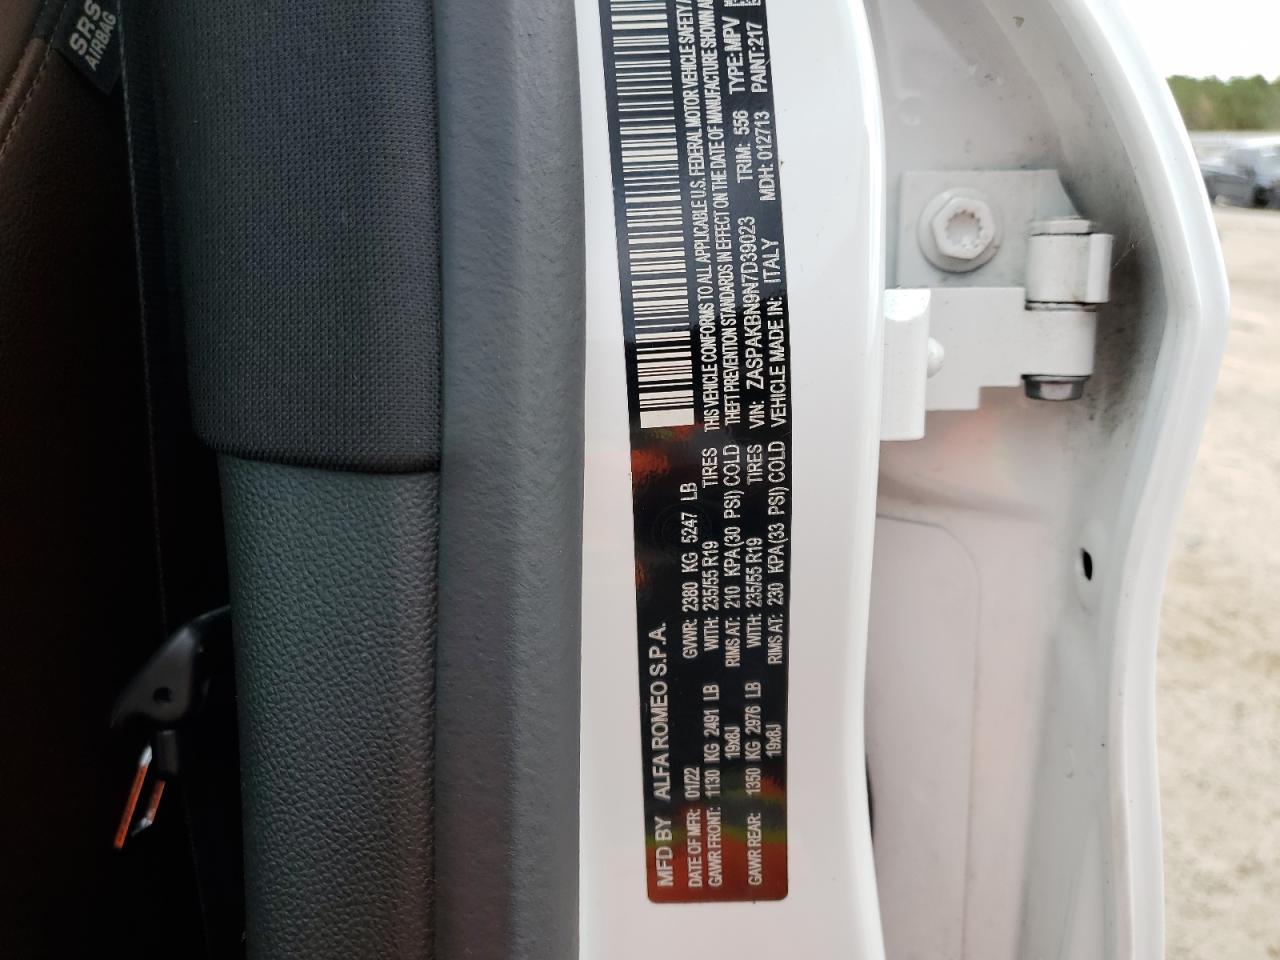 SRS
AIRBAG
MFD BY ALFA ROMEO S.P.A.
DATE OF MFR: 01/22 GVWR: 2380 KG 5247 LB
GAWR FRONT: 1130 KG 2491 LB WITH: 235/55 R19 TIRES THIS VEHICLE CONFORMS TO ALL APPLICABLE U.S. FEDERAL MOTOR VEHICLE SAFETY
19x8J RIMS AT: 210 KPA(30 PSI) COLD THEFT PREVENTION STANDARDS IN EFFECT ON THE DATE OF MANUFACTURE SHOWN
GAWR REAR: 1350 KG 2976 LB WITH: 235/55 R19 TIRES VIN: ZASPAKBN9N7D39023 TRIM: 556 TYPE: MPV
19x8J RIMS AT: 230 KPA(33 PSI) COLD VEHICLE MADE IN: ITALY MDH: 012713 PAINT: 217